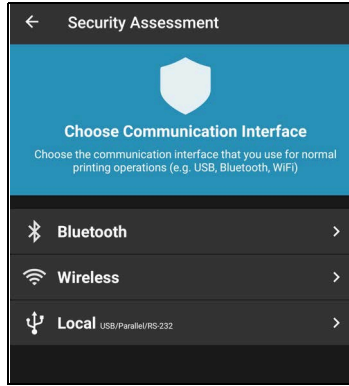 Security Assessment
Choose Communication Interface
Choose the communication interface that you use for normal
printing operations (e.g. USB, Bluetooth, WiFi)
Bluetooth
Wireless
Local USB/Parallel/RS-232